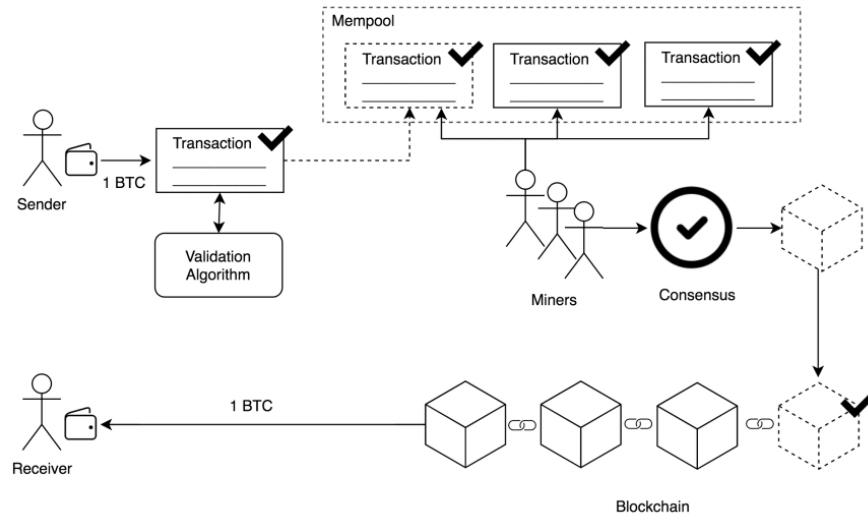 Mempool
Transaction
Transaction
Transaction
Transaction
1 BTC
Sender
Validation
Algorithm
Miners
Consensus
1 BTC
Receiver
Blockchain